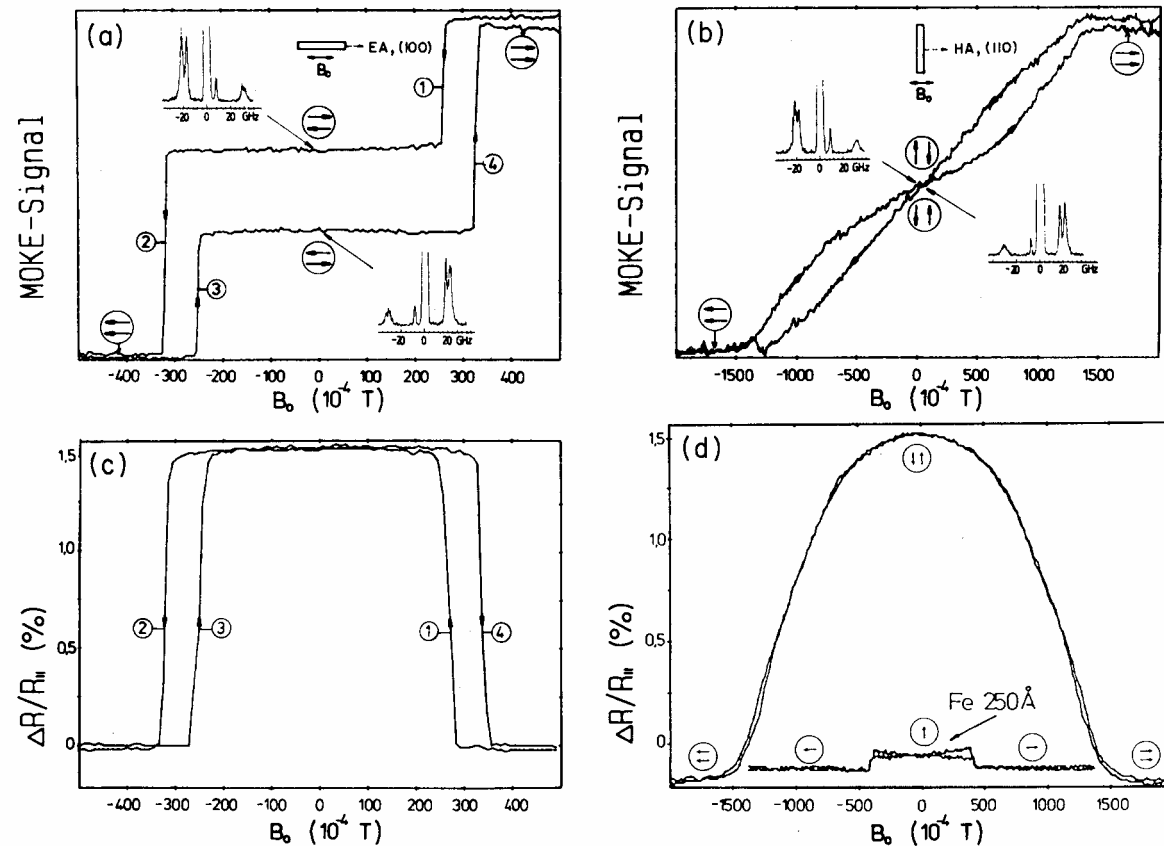 (a)
EA, (100)
B₀
-20 0 20 GHz
①
④
②
③
-20 0 20 GHz
MOKE-Signal
-400 -300 -200 -100 0 100 200 300 400
B₀ (10⁻⁴ T)
(b)
HA, (110)
B₀
-20 0 20 GHz
-20 0 20 GHz
MOKE-Signal
-1500 -1000 -500 0 500 1000 1500
B₀ (10⁻⁴ T)
(c)
1,5
1,0
0,5
0
② ③ ① ④
ΔR/R₁₁ (%)
-400 -300 -200 -100 0 100 200 300 400
B₀ (10⁻⁴ T)
(d)
1,5
1,0
0,5
0
Fe 250Å
ΔR/R₁₁ (%)
-1500 -1000 -500 0 500 1000 1500
B₀ (10⁻⁴ T)